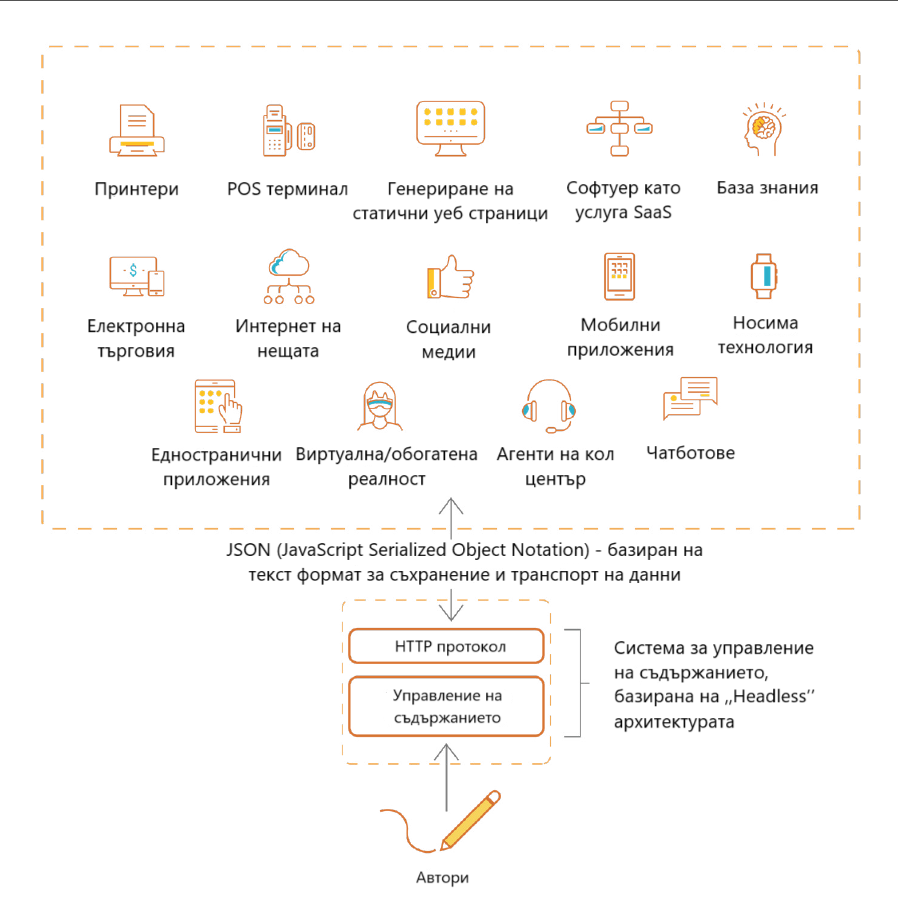 Принтери
POS терминал
Генериране на
статични уеб страници
Софтуер като
услуга SaaS
База знания
Електронна
търговия
Интернет на
нещата
Социални
медии
Мобилни
приложения
Носима
технология
Едностранични
приложения
Виртуална/обогатена
реалност
Агенти на кол
център
Чатботове
JSON (JavaScript Serialized Object Notation) - базиран на
текст формат за съхранение и транспорт на данни
HTTP протокол
Управление на
съдържанието
Система за управление
на съдържанието,
базирана на ,,Headless''
архитектурата
Автори